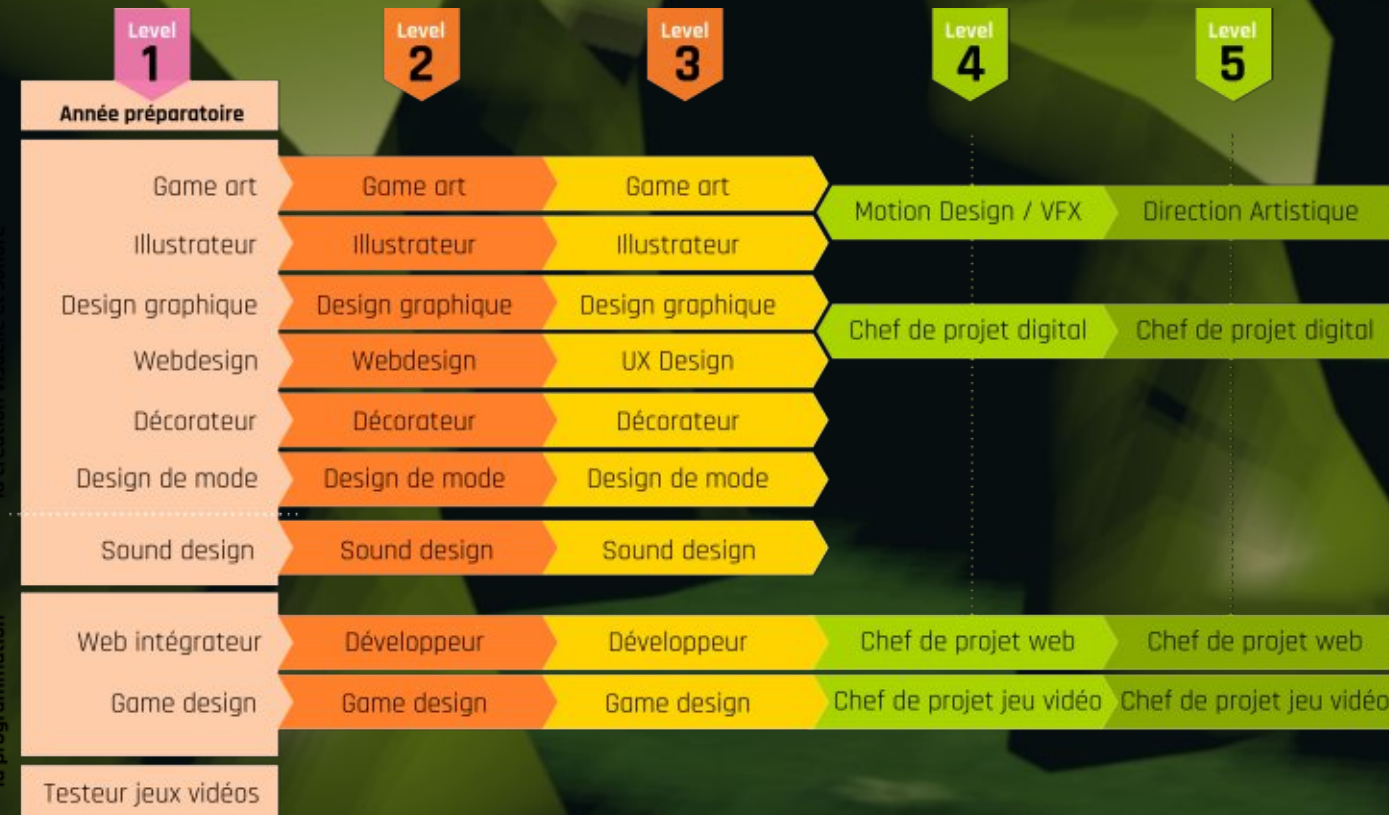 Level
1
Level
2
Level
3
Level
4
Level
5
Année préparatoire
Game art
Game art
Game art
Motion Design / VFX
Direction Artistique
Illustrateur
Illustrateur
Illustrateur
Design graphique
Design graphique
Design graphique
Chef de projet digital
Chef de projet digital
Webdesign
Webdesign
UX Design
Décorateur
Décorateur
Décorateur
Design de mode
Design de mode
Design de mode
Sound design
Sound design
Sound design
Web intégrateur
Développeur
Développeur
Chef de projet web
Chef de projet web
Game design
Game design
Game design
Chef de projet jeu vidéo
Chef de projet jeu vidéo
Testeur jeux vidéos